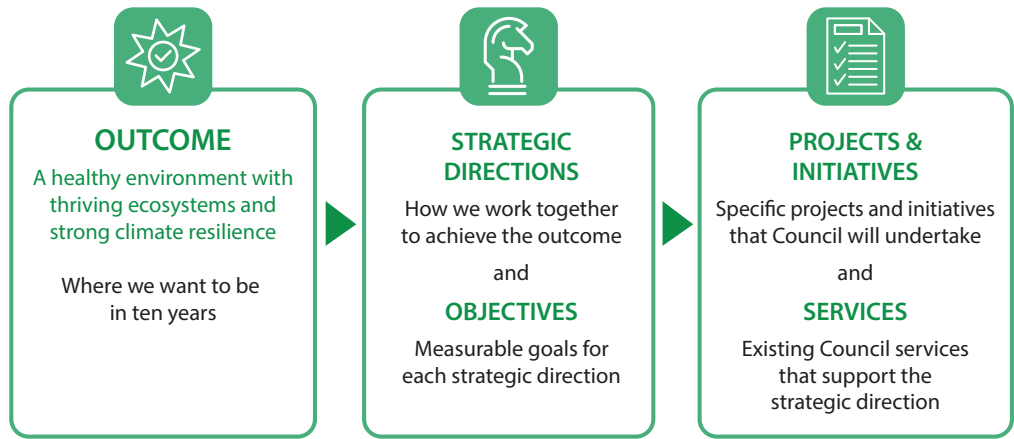 OUTCOME
A healthy environment with
thriving ecosystems and
strong climate resilience
Where we want to be
in ten years
STRATEGIC
DIRECTIONS
How we work together
to achieve the outcome
and
OBJECTIVES
Measurable goals for
each strategic direction
PROJECTS &
INITIATIVES
Specific projects and initiatives
that Council will undertake
and
SERVICES
Existing Council services
that support the
strategic direction